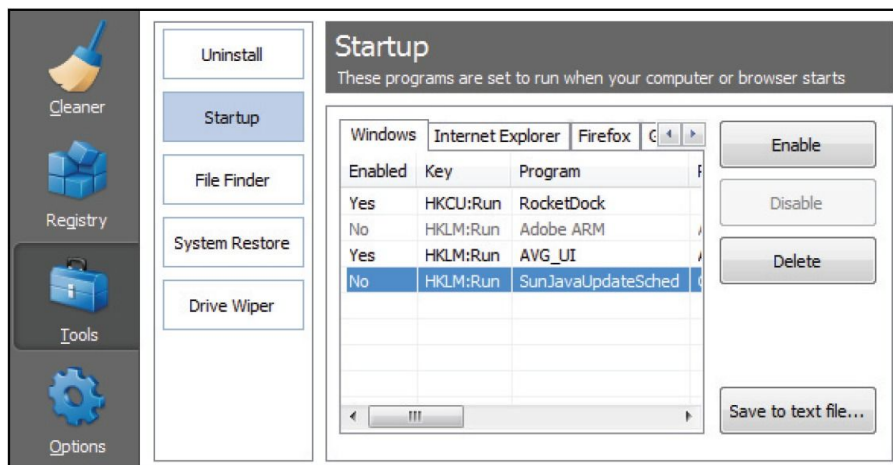 Cleaner
Registry
Tools
Options
Uninstall
Startup
File Finder
System Restore
Drive Wiper
Startup
These programs are set to run when your computer or browser starts
Windows Internet Explorer Firefox
Enabled Key Program
Yes HKCU:Run RocketDock
No HKLM:Run Adobe ARM
Yes HKLM:Run AVG_UI
No HKLM:Run SunJavaUpdateSched
Enable
Disable
Delete
Save to text file...